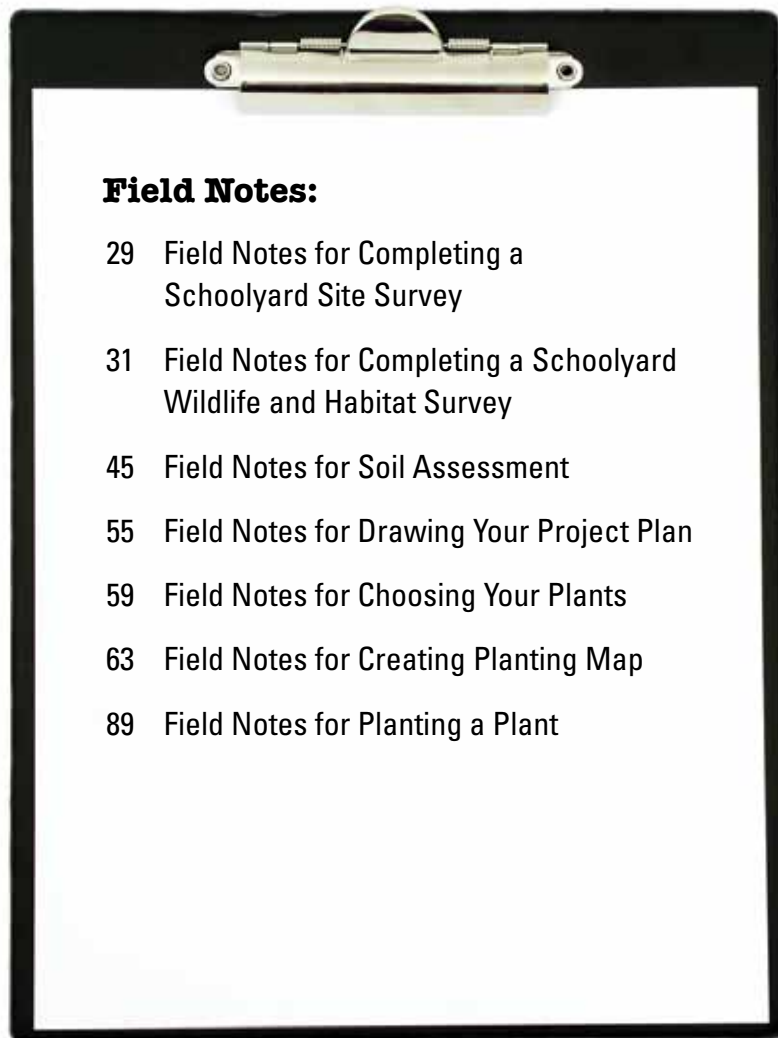 Field Notes:
29 Field Notes for Completing a
Schoolyard Site Survey
31 Field Notes for Completing a Schoolyard
Wildlife and Habitat Survey
45 Field Notes for Soil Assessment
55 Field Notes for Drawing Your Project Plan
59 Field Notes for Choosing Your Plants
63 Field Notes for Creating Planting Map
89 Field Notes for Planting a Plant